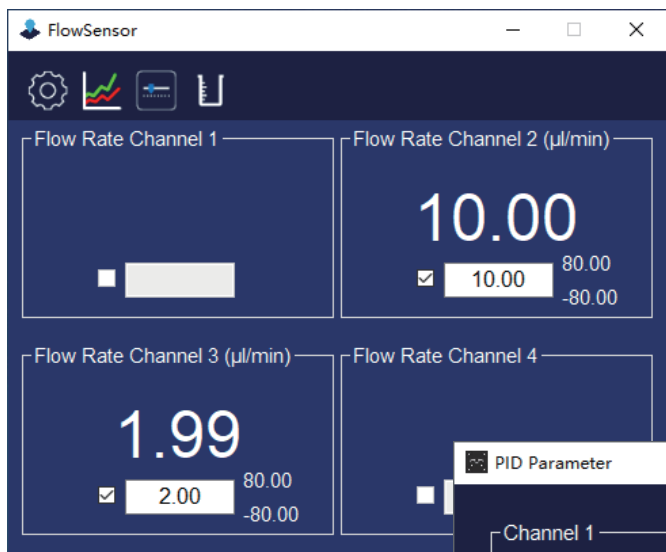 FlowSensor
Flow Rate Channel 1
Flow Rate Channel 2 (µl/min)
10.00
10.00
80.00
-80.00
Flow Rate Channel 3 (µl/min)
1.99
2.00
80.00
-80.00
Flow Rate Channel 4
PID Parameter
Channel 1